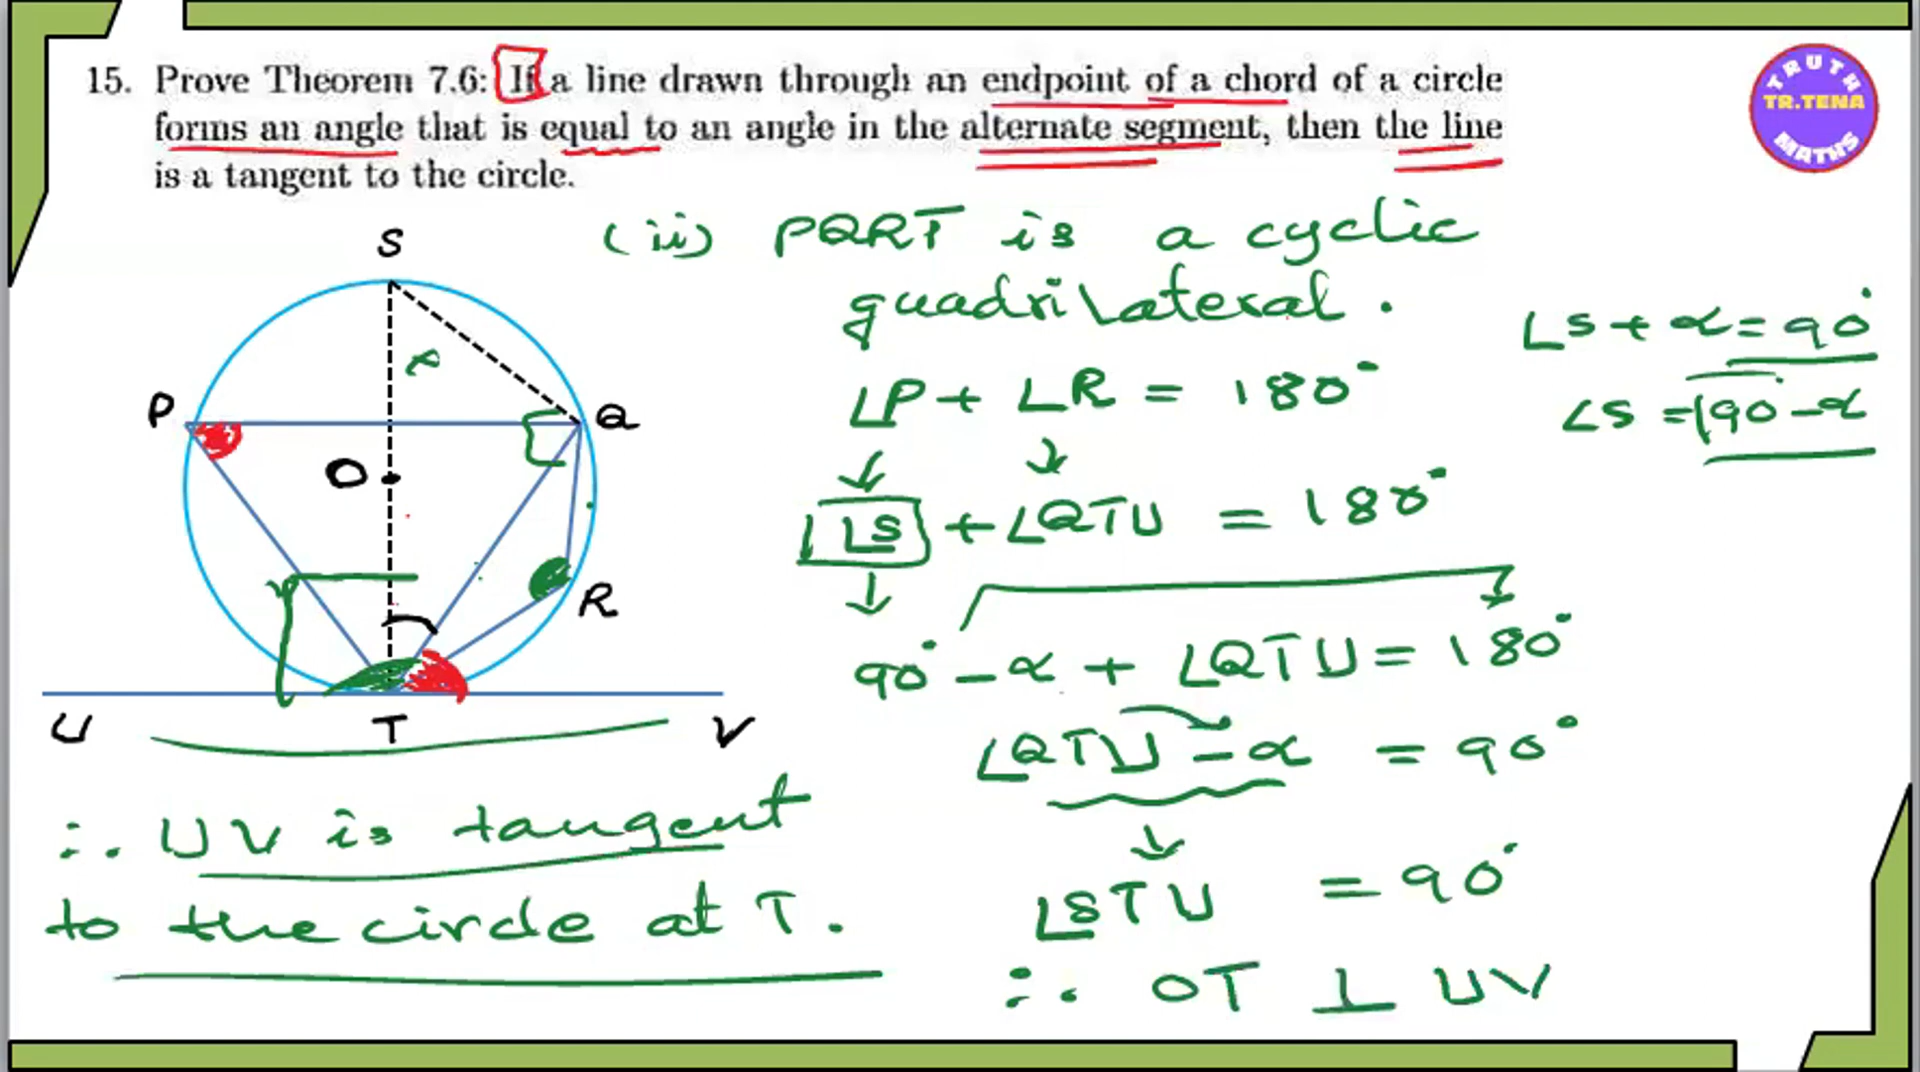 15. Prove Theorem 7.6: If a line drawn through an endpoint of a chord of a circle
forms an angle that is equal to an angle in the alternate segment, then the line
is a tangent to the circle.
TRUTH
TR.TENA
MATHS
S
P
Q
O
R
U T V
(ii) PQRT is a cyclic
quadrilateral.
∠P + ∠R = 180°
∠S + ∠QTU = 180°
90° - α + ∠QTU = 180°
∠QTU - α = 90°
∠STU = 90°
∴ OT ⊥ UV
∠S + α = 90°
∠S = 90 - α
∴ UV is tangent
to the circle at T.